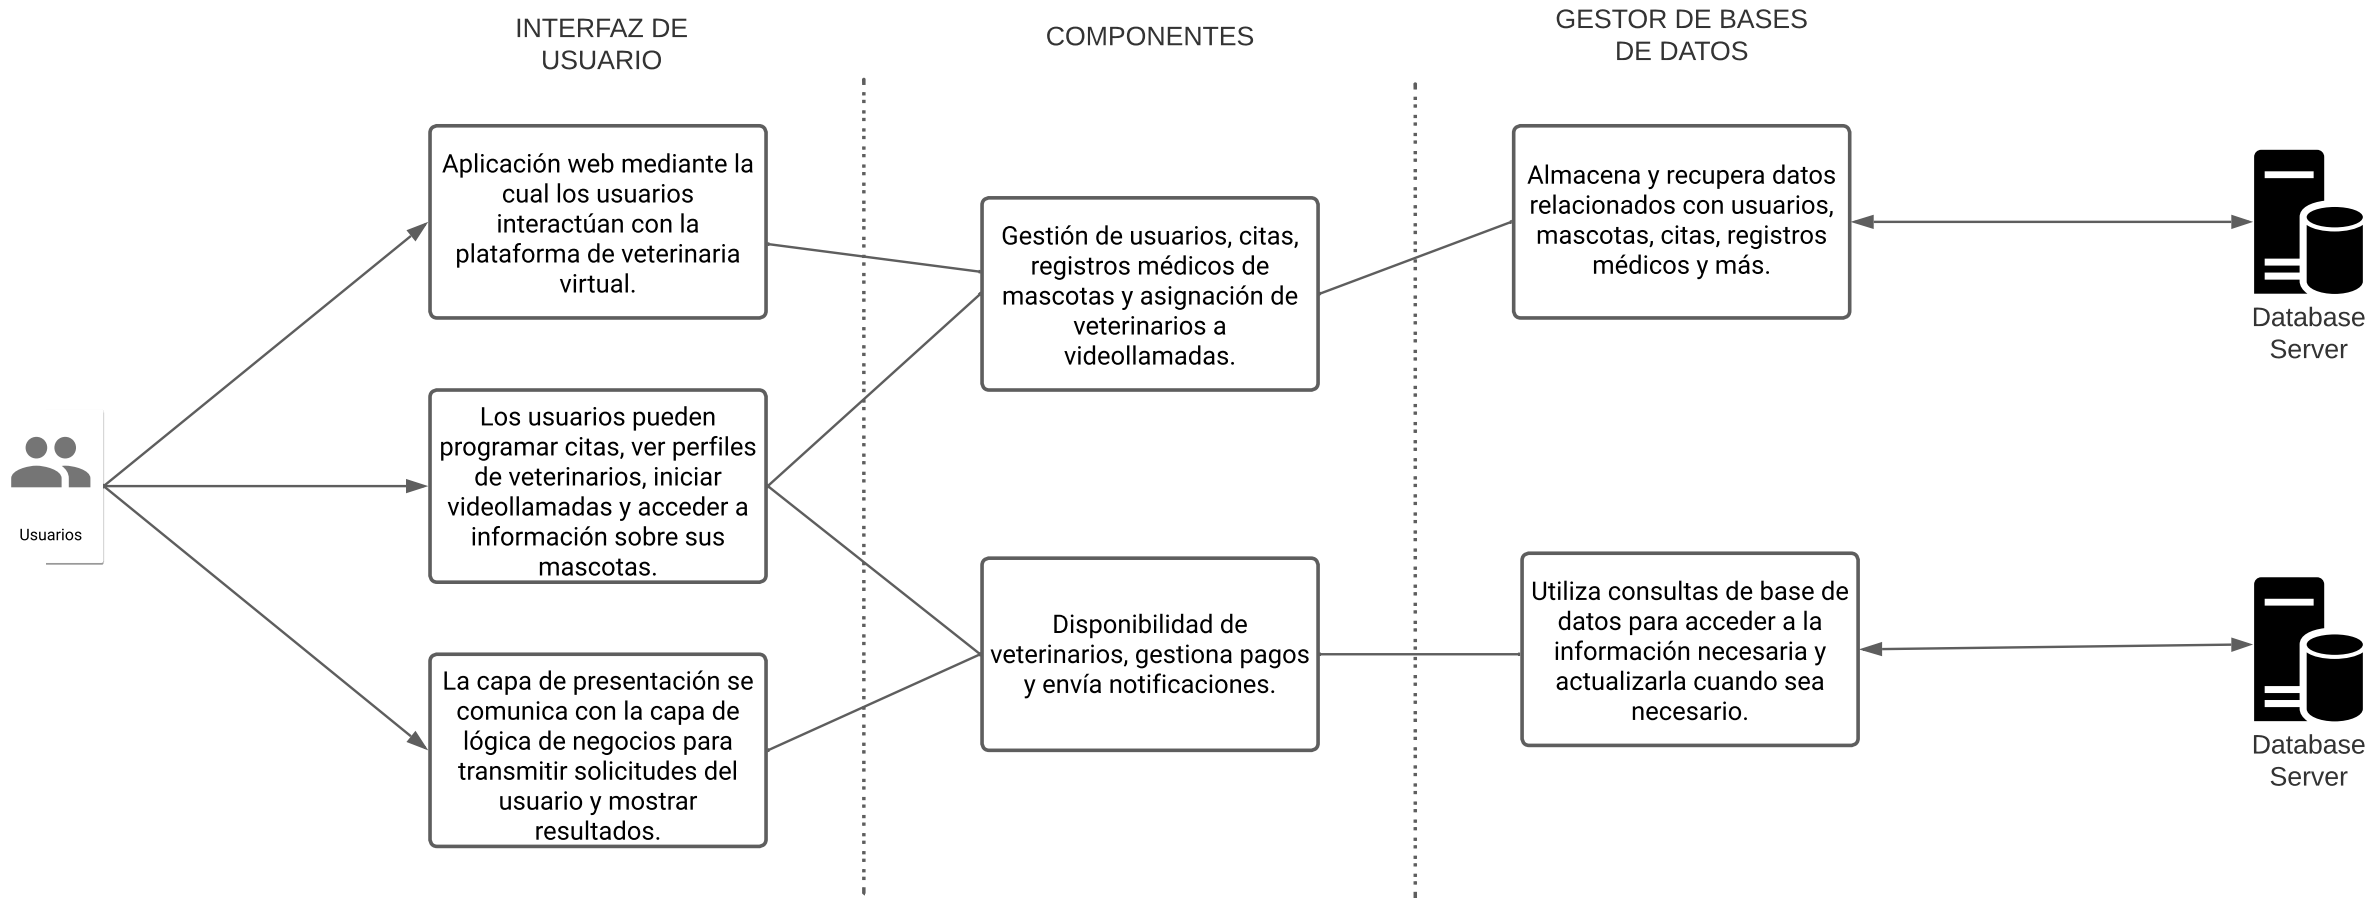 INTERFAZ DE
USUARIO
COMPONENTES
GESTOR DE BASES
DE DATOS
Usuarios
Aplicación web mediante la
cual los usuarios
interactúan con la
plataforma de veterinaria
virtual.
Los usuarios pueden
programar citas, ver perfiles
de veterinarios, iniciar
videollamadas y acceder a
información sobre sus
mascotas.
La capa de presentación se
comunica con la capa de
lógica de negocios para
transmitir solicitudes del
usuario y mostrar
resultados.
Gestión de usuarios, citas,
registros médicos de
mascotas y asignación de
veterinarios a
videollamadas.
Disponibilidad de
veterinarios, gestiona pagos
y envía notificaciones.
Almacena y recupera datos
relacionados con usuarios,
mascotas, citas, registros
médicos y más.
Utiliza consultas de base de
datos para acceder a la
información necesaria y
actualizarla cuando sea
necesario.
Database
Server
Database
Server